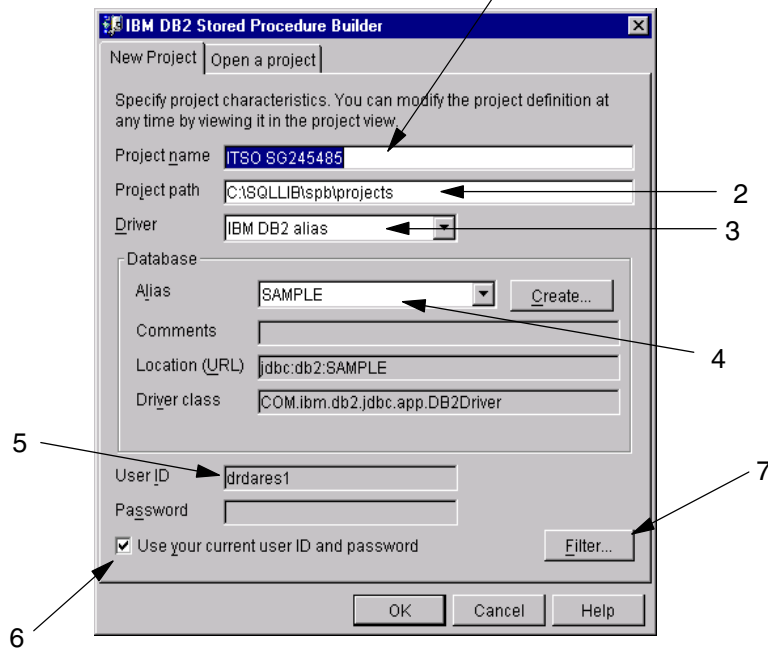 IBM DB2 Stored Procedure Builder
New Project Open a project
Specify project characteristics. You can modify the project definition at
any time by viewing it in the project view.
Project name ITSO SG245485
Project path C:\SQLLIB\spb\projects 2
Driver IBM DB2 alias 3
Database
Alias SAMPLE Create...
Comments
4
Location (URL) jdbc:db2:SAMPLE
Driver class COM.ibm.db2.jdbc.app.DB2Driver
5
User ID drdares1
7
Password
Use your current user ID and password Filter...
OK Cancel Help
6